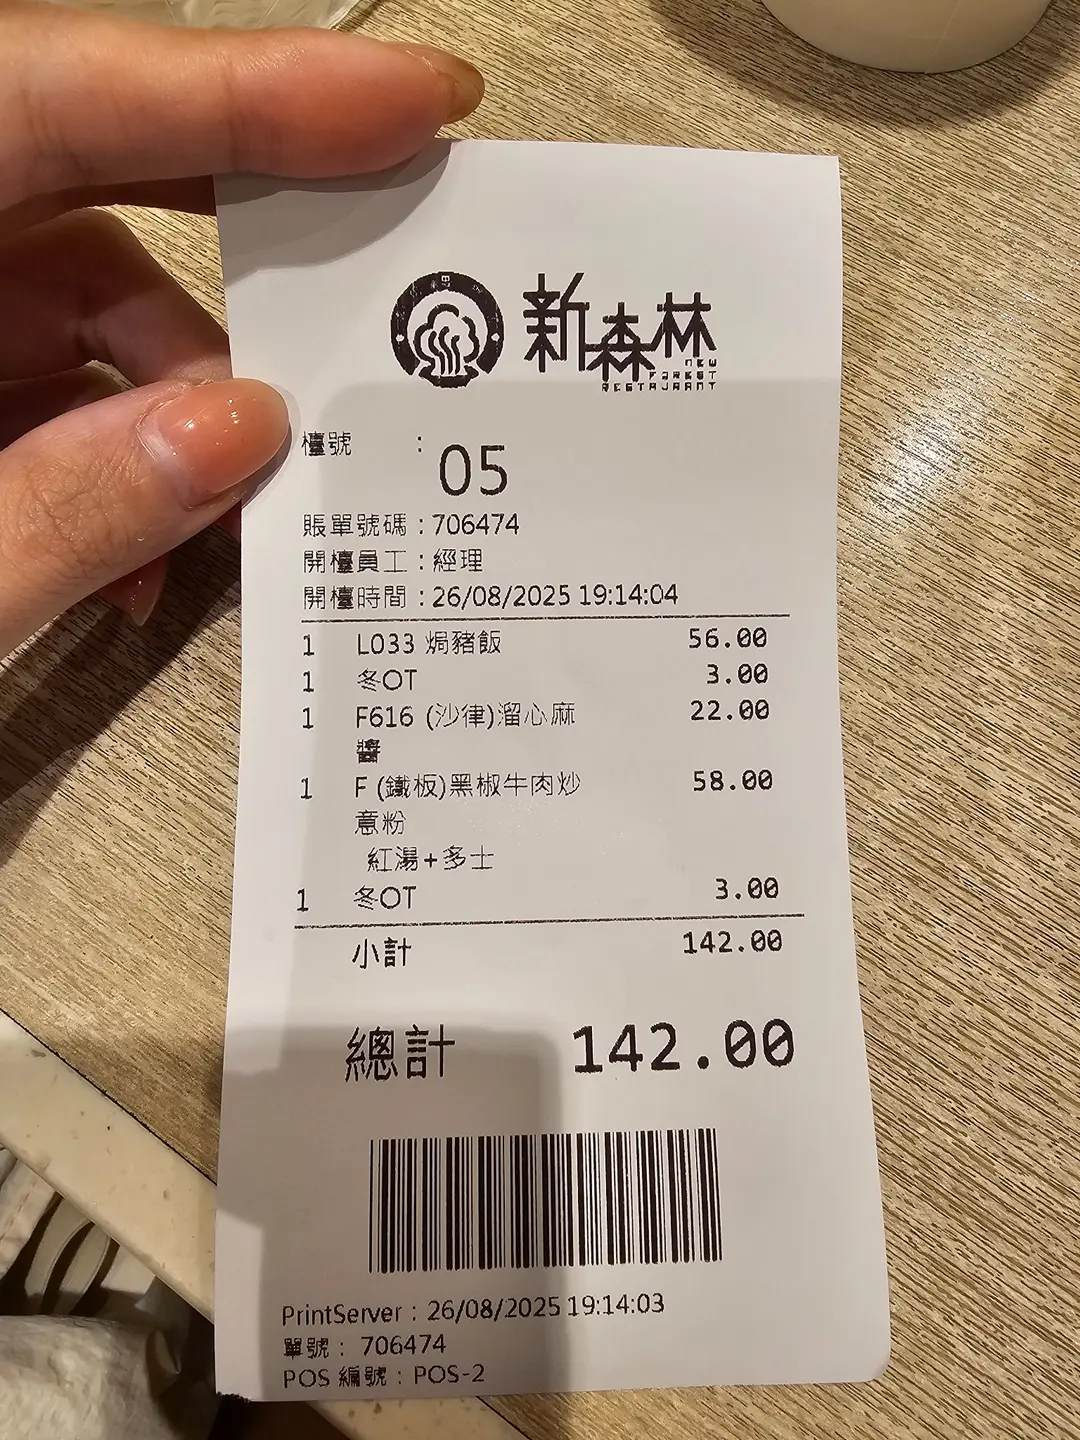 新森林
NEW
FOREST
RESTAURANT
檯號 : 05
賬單號碼 : 706474
開檯員工 : 經理
開檯時間 : 26/08/2025 19:14:04
1 L033 焗豬飯 56.00
1 冬OT 3.00
1 F616 (沙律)溜心麻 22.00
醬
1 F (鐵板)黑椒牛肉炒 58.00
意粉
紅湯+多士
1 冬OT 3.00
小計 142.00
總計 142.00
PrintServer : 26/08/2025 19:14:03
單號 : 706474
POS 編號 : POS-2